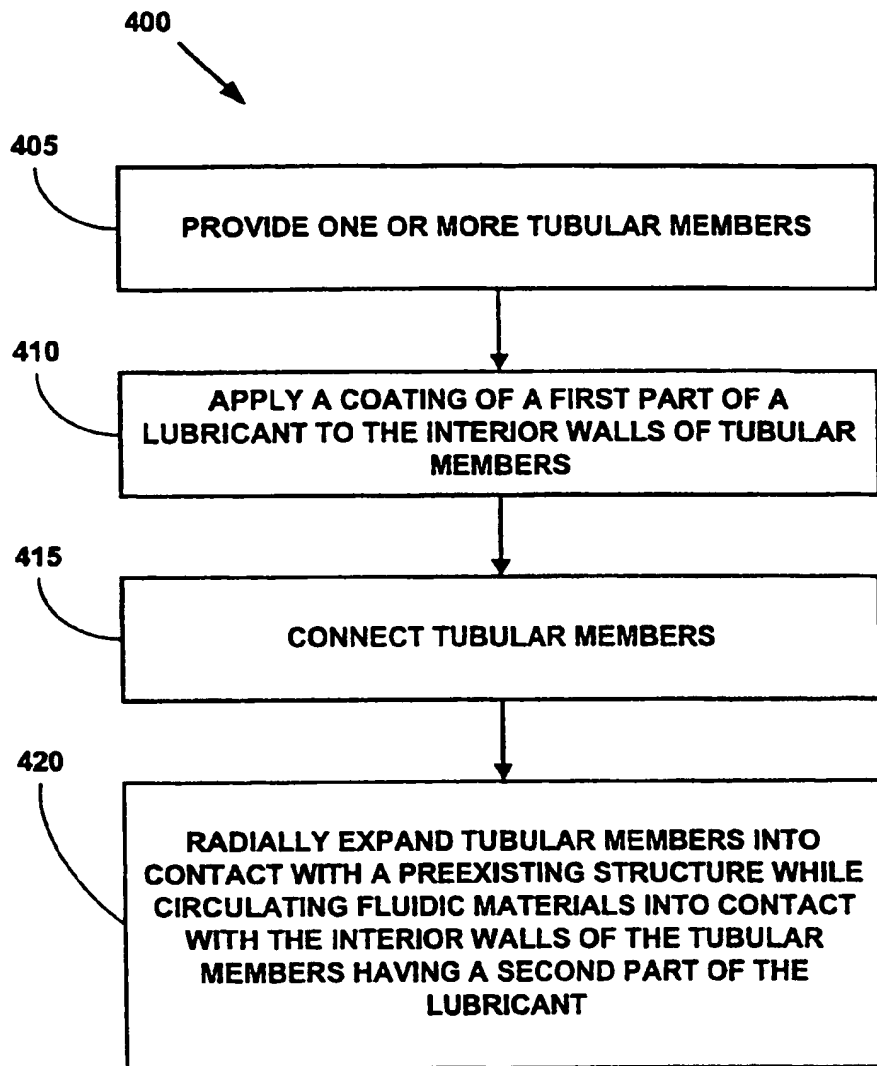 400
405
PROVIDE ONE OR MORE TUBULAR MEMBERS
410
APPLY A COATING OF A FIRST PART OF A
LUBRICANT TO THE INTERIOR WALLS OF TUBULAR
MEMBERS
415
CONNECT TUBULAR MEMBERS
420
RADIALLY EXPAND TUBULAR MEMBERS INTO
CONTACT WITH A PREEXISTING STRUCTURE WHILE
CIRCULATING FLUIDIC MATERIALS INTO CONTACT
WITH THE INTERIOR WALLS OF THE TUBULAR
MEMBERS HAVING A SECOND PART OF THE
LUBRICANT